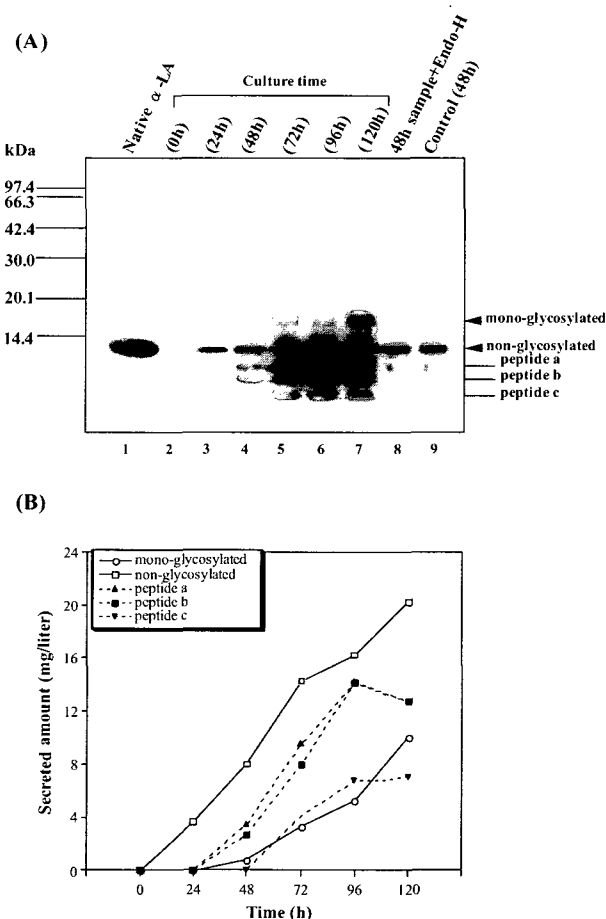 (A)
Native α -LA
Culture time
(0h)
(24h)
(48h)
(72h)
(96h)
(120h)
48h sample+Endo-H
Control (48h)
kDa
97.4
66.3
42.4
30.0
20.1
14.4
mono-glycosylated
non-glycosylated
peptide a
peptide b
peptide c
1 2 3 4 5 6 7 8 9
(B)
mono-glycosylated
non-glycosylated
peptide a
peptide b
peptide c
Secreted amount (mg/liter)
24
20
16
12
8
4
0
0 24 48 72 96 120
Time (h)